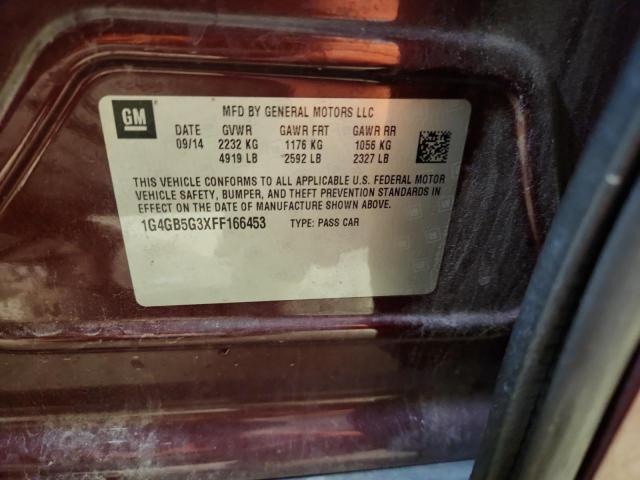 GM
MFD BY GENERAL MOTORS LLC
DATE GVWR GAWR FRT GAWR RR
09/14 2232 KG 1176 KG 1056 KG
4919 LB 2592 LB 2327 LB
THIS VEHICLE CONFORMS TO ALL APPLICABLE U.S. FEDERAL MOTOR
VEHICLE SAFETY, BUMPER, AND THEFT PREVENTION STANDARDS IN
EFFECT ON THE DATE OF MANUFACTURE SHOWN ABOVE.
1G4GB5G3XFF166453 TYPE: PASS CAR